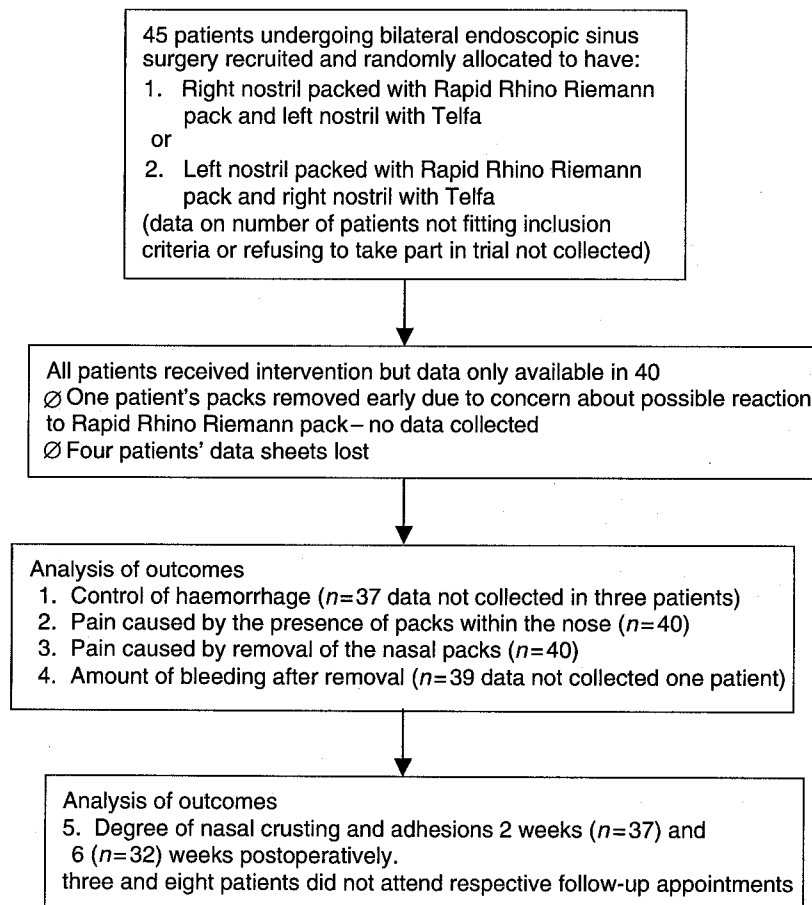 45 patients undergoing bilateral endoscopic sinus
surgery recruited and randomly allocated to have:
1. Right nostril packed with Rapid Rhino Riemann
pack and left nostril with Telfa
or
2. Left nostril packed with Rapid Rhino Riemann
pack and right nostril with Telfa
(data on number of patients not fitting inclusion
criteria or refusing to take part in trial not collected)
All patients received intervention but data only available in 40
∅ One patient's packs removed early due to concern about possible reaction
to Rapid Rhino Riemann pack– no data collected
∅ Four patients' data sheets lost
Analysis of outcomes
1. Control of haemorrhage (n=37 data not collected in three patients)
2. Pain caused by the presence of packs within the nose (n=40)
3. Pain caused by removal of the nasal packs (n=40)
4. Amount of bleeding after removal (n=39 data not collected one patient)
Analysis of outcomes
5. Degree of nasal crusting and adhesions 2 weeks (n=37) and
6 (n=32) weeks postoperatively.
three and eight patients did not attend respective follow-up appointments